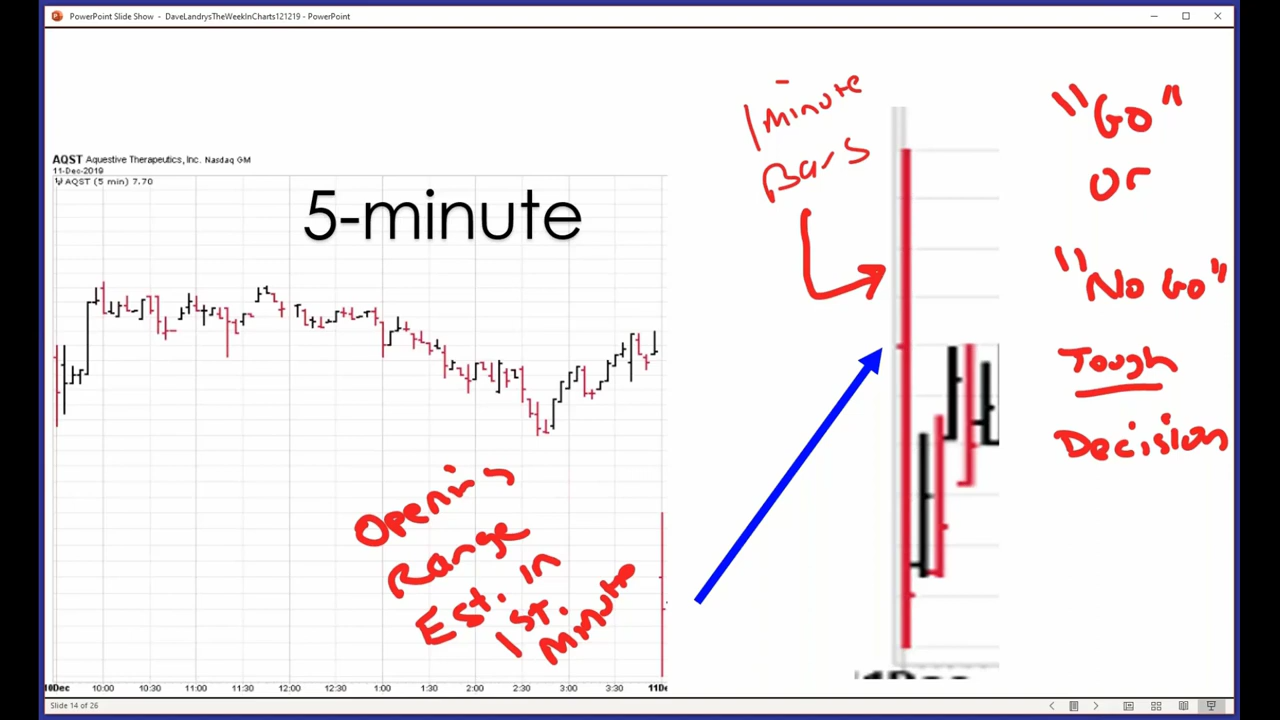 PowerPoint Slide Show - DaveLandrysTheWeekInCharts121219 - PowerPoint
AQST Aquestive Therapeutics, Inc. Nasdaq GM
11-Dec-2019
AQST (5 min) 7.70
5-minute
Opening
Range
Est. in
1st.
Minute
10Dec 10:00 10:30 11:00 11:30 12:00 12:30 1:00 1:30 2:00 2:30 3:00 3:30 11De
1 minute
Bars
"Go"
or
"No Go"
Tough
Decision
Slide 14 of 26